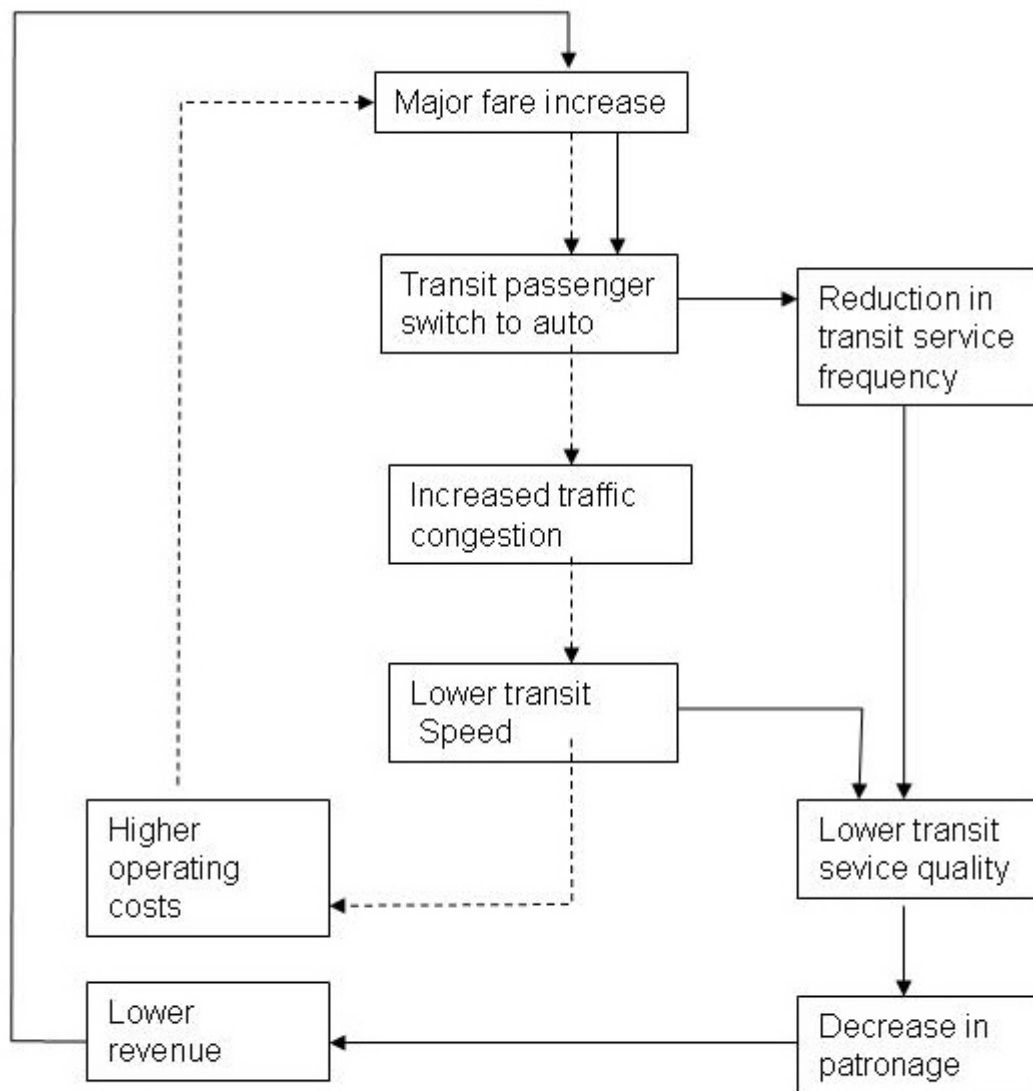 Major fare increase
Transit passenger
switch to auto
Reduction in
transit service
frequency
Increased traffic
congestion
Lower transit
Speed
Higher
operating
costs
Lower transit
sevice quality
Lower
revenue
Decrease in
patronage